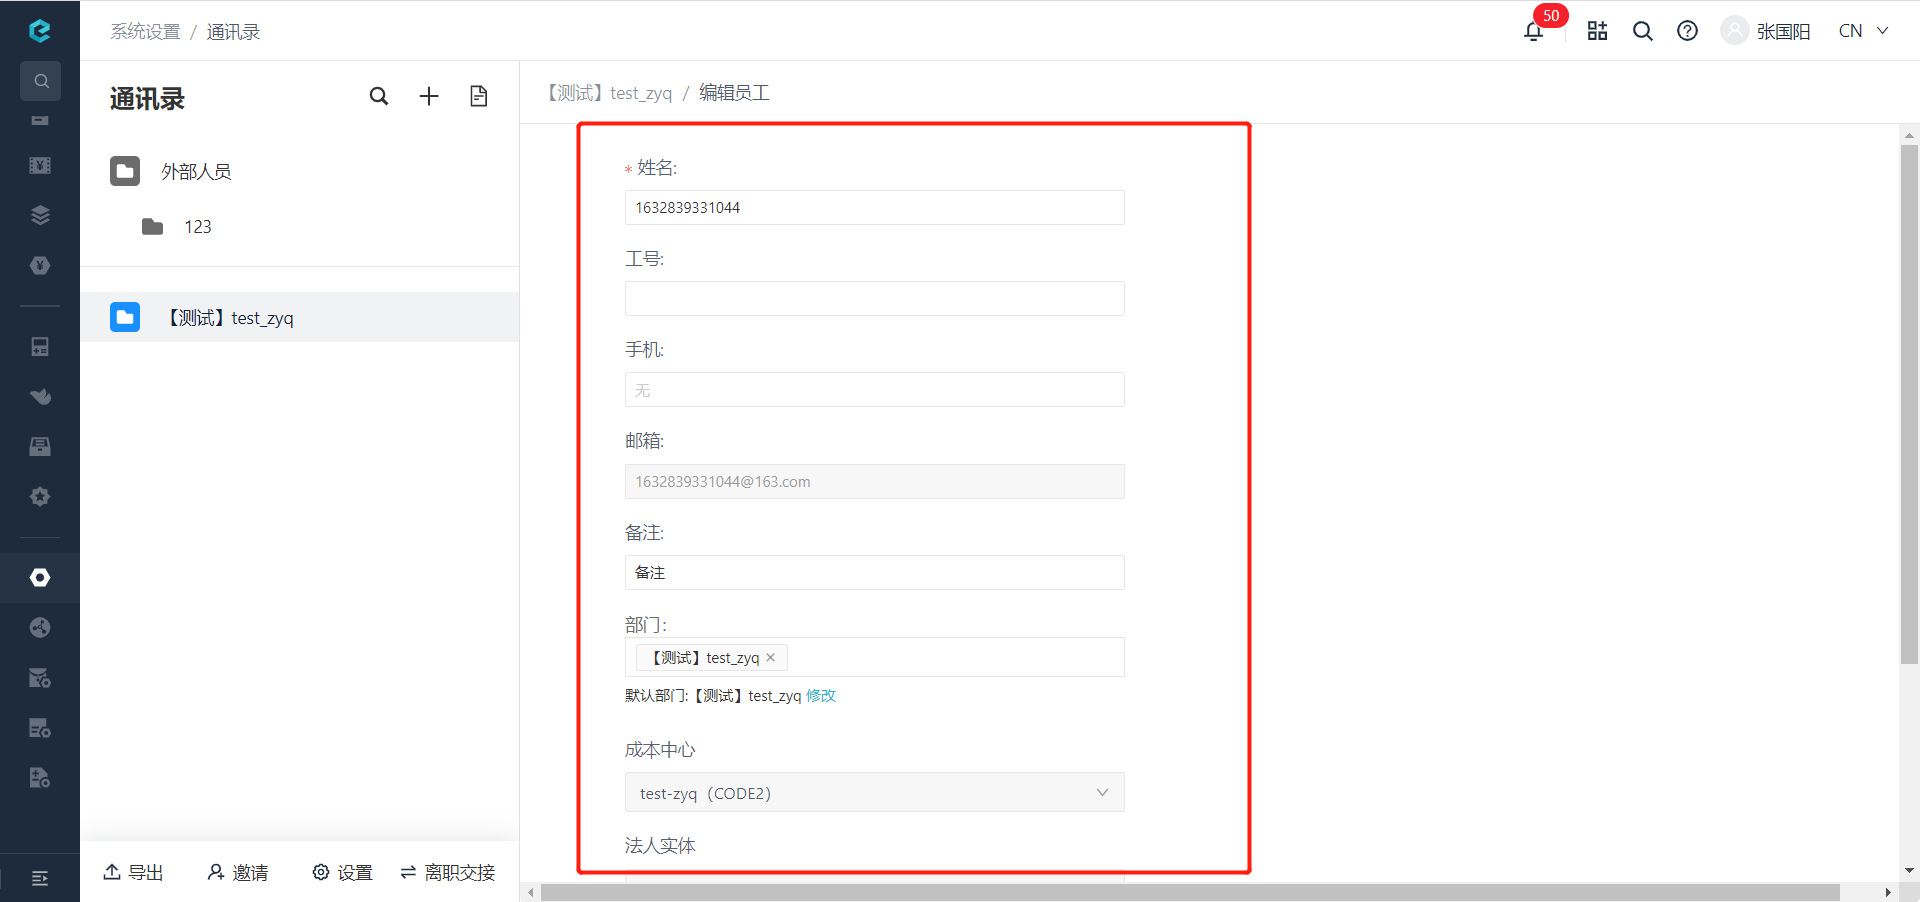 系统设置 / 通讯录
50
张国阳
CN
通讯录
外部人员
123
【测试】test_zyq
导出
邀请
设置
离职交接
【测试】test_zyq / 编辑员工
* 姓名:
1632839331044
工号:
手机:
无
邮箱:
1632839331044@163.com
备注:
备注
部门:
【测试】test_zyq ×
默认部门:【测试】test_zyq 修改
成本中心
test-zyq（CODE2）
法人实体